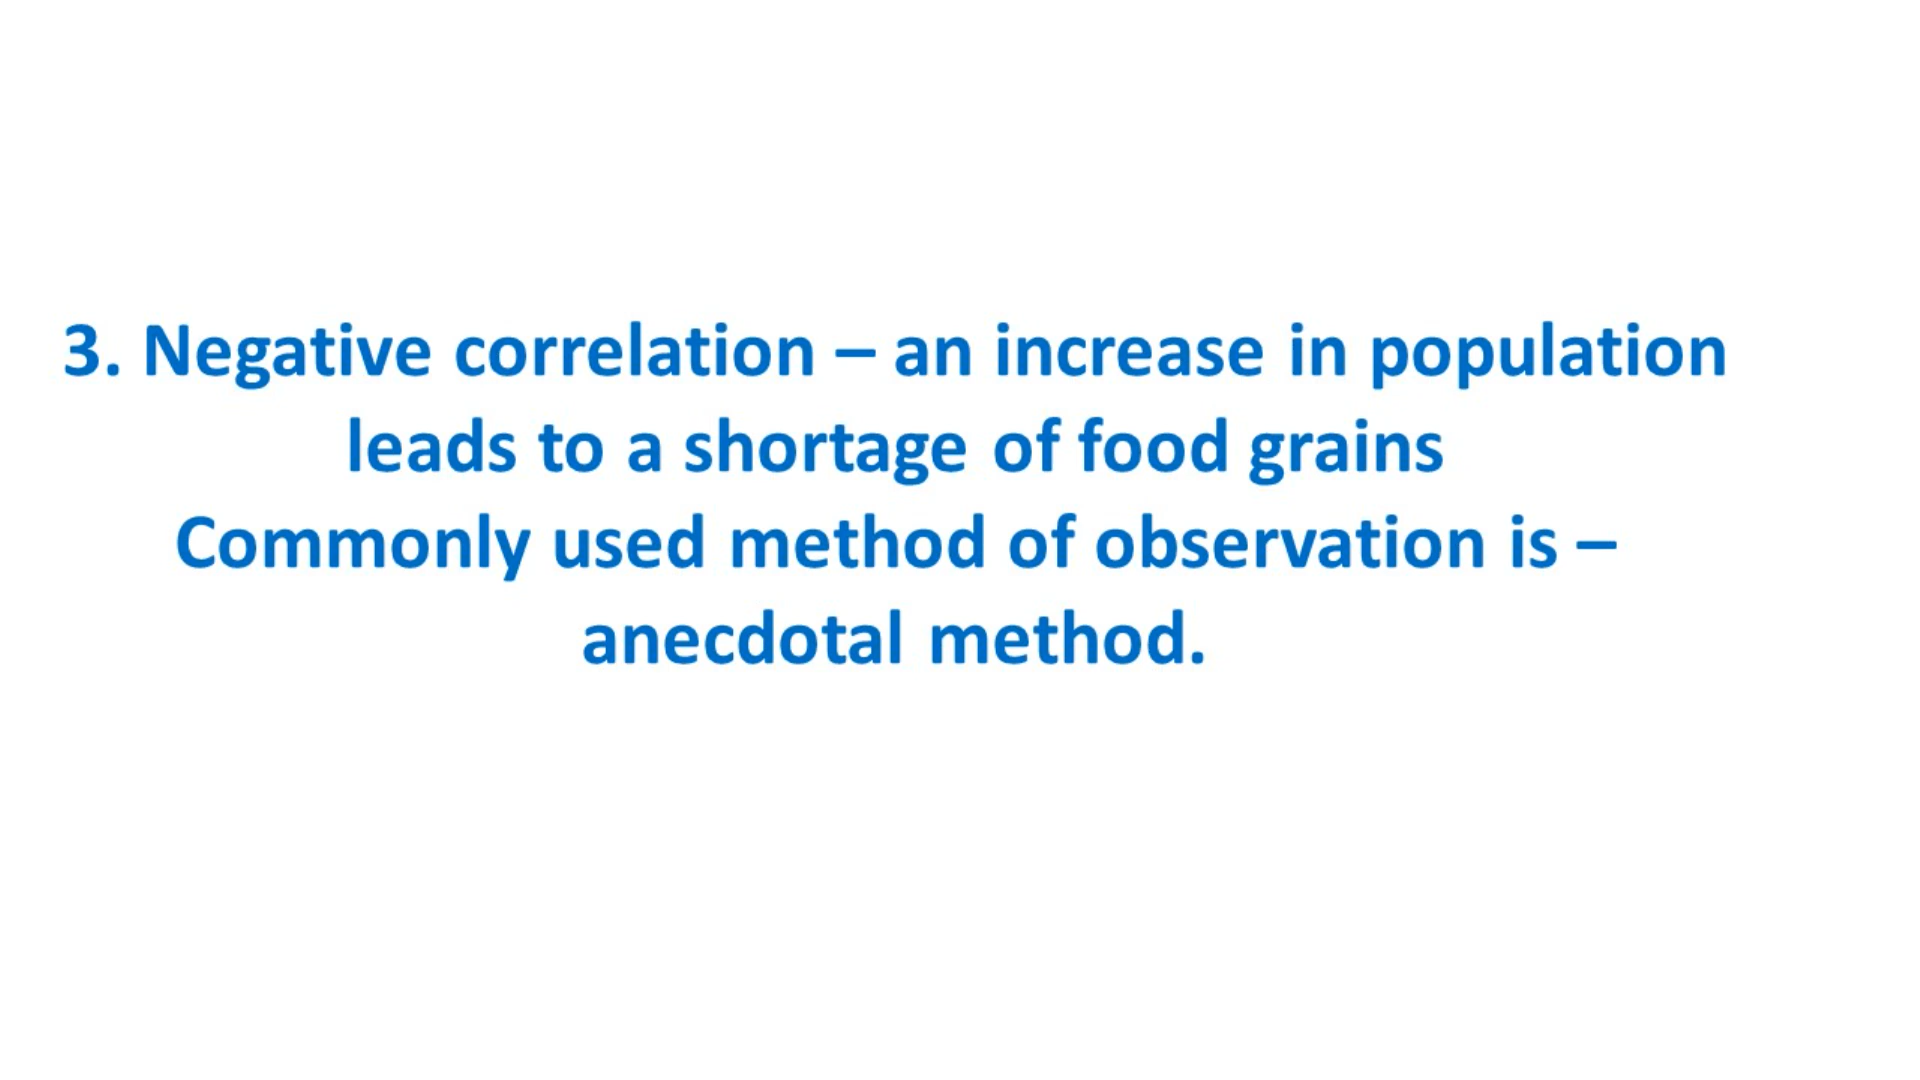 3. Negative correlation – an increase in population
leads to a shortage of food grains
Commonly used method of observation is –
anecdotal method.